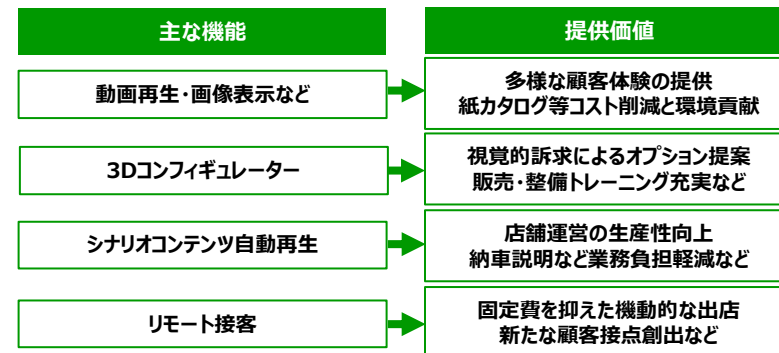 主な機能
提供価値
動画再生・画像表示など
多様な顧客体験の提供
紙カタログ等コスト削減と環境貢献
3Dコンフィギュレーター
視覚的訴求によるオプション提案
販売・整備トレーニング充実など
シナリオコンテンツ自動再生
店舗運営の生産性向上
納車説明など業務負担軽減など
リモート接客
固定費を抑えた機動的な出店
新たな顧客接点創出など